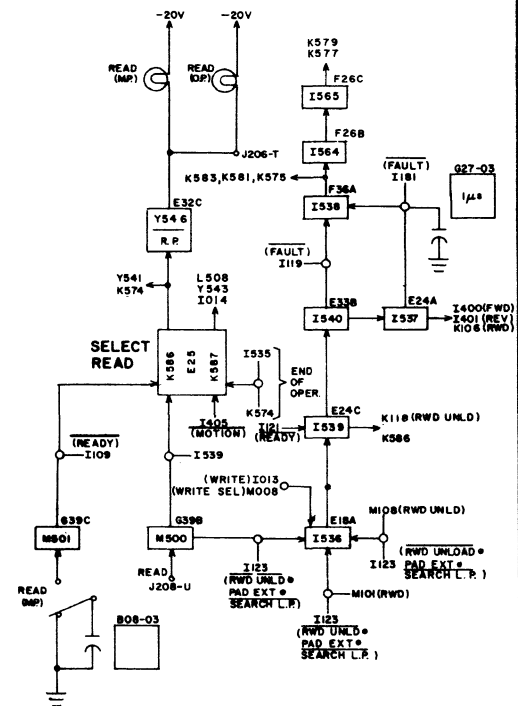 -20V
-20V
READ
(M.P.)
READ
(O.P.)
J206-T
K579
K577
F26C
I565
F26B
I564
K583,K581,K575
F36A
I538
(FAULT)
I181
G27-03
1μs
E32C
Y546
R.P.
(FAULT)
I119
Y541
K574
L508
Y543
I014
E33B
I540
E24A
I537
I400(FWD)
I401(REV)
K106(RWD)
SELECT
READ
K586
E25
K587
I535
K574
END
OF
OPER.
I405
(MOTION)
I121
(READY)
E24C
I539
K118(RWD UNLD)
K586
(READY)
I109
I539
(WRITE)I013
(WRITE SEL)M008
G39C
M501
G39B
M500
E18A
I536
M108(RWD UNLD)
I123
(RWD UNLOAD•
PAD EXT•
SEARCH L.P.)
READ
J208-U
I123
(RWD UNLD•
PAD EXT•
SEARCH L.P.)
M101(RWD)
I123
(RWD UNLD•
PAD EXT•
SEARCH L.P.)
READ
(M.P.)
B08-03